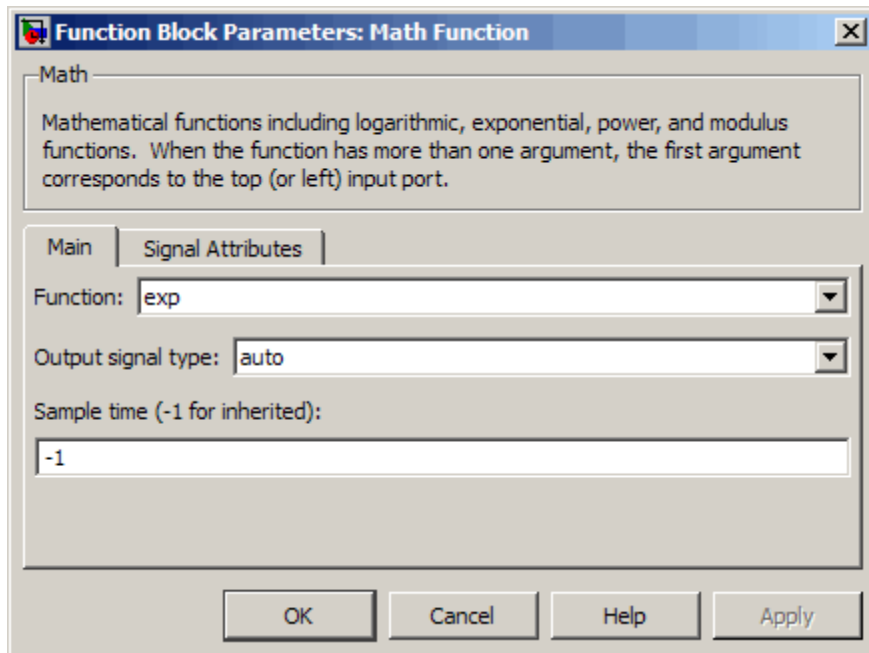 Function Block Parameters: Math Function
Math
Mathematical functions including logarithmic, exponential, power, and modulus
functions. When the function has more than one argument, the first argument
corresponds to the top (or left) input port.
Main
Signal Attributes
Function: exp
Output signal type: auto
Sample time (-1 for inherited):
-1
OK
Cancel
Help
Apply